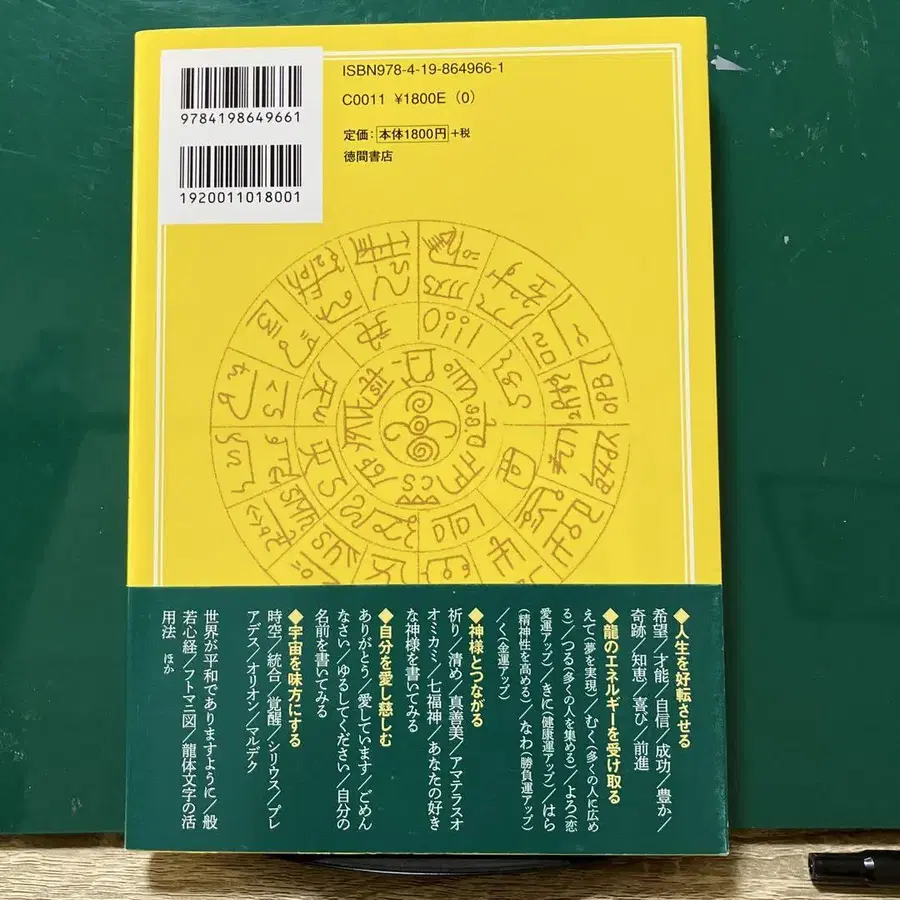 9784198649661
1920011018001
ISBN978-4-19-864966-1
C0011 ¥1800E (0)
定価:本体1800円+税
徳間書店
◆人生を好転させる
希望/才能/自信/成功/豊か/
奇跡/知恵/喜び/前進
◆龍のエネルギーを受け取る
えて(夢を実現)/むく(多くの人に広め
る)/つる(多くの人を集める)/よろ(恋
愛運アップ)/きに(健康運アップ)/はら
(精神性を高める)/なわ(勝負運アップ)
/く(金運アップ)
◆神様とつながる
祈り/清め/真善美/アマテラスオ
オミカミ/七福神/あなたの好き
な神様を書いてみる
◆自分を愛し慈しむ
ありがとう/愛しています/ごめん
なさい/ゆるしてください/自分の
名前を書いてみる
◆宇宙を味方にする
時空/統合/覚醒/シリウス/プレ
アデス/オリオン/マルデク
世界が平和でありますように/般
若心経/フトマニ図/龍体文字の活
用法 ほか